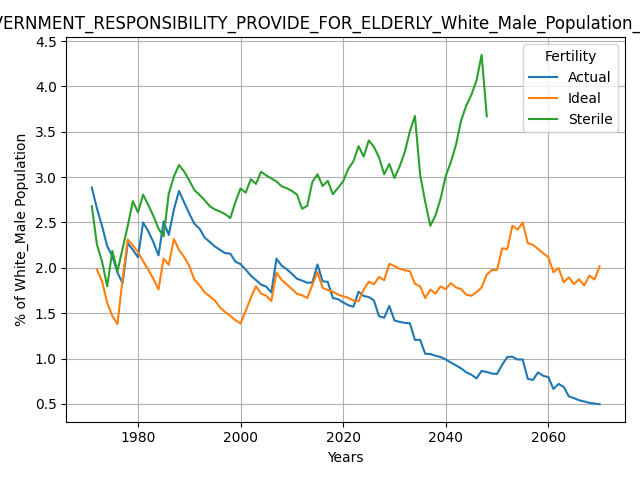 VERNMENT_RESPONSIBILITY_PROVIDE_FOR_ELDERLY_White_Male_Population_
4.5
4.0
3.5
3.0
2.5
2.0
1.5
1.0
0.5
% of White_Male Population
Fertility
Actual
Ideal
Sterile
1980
2000
2020
2040
2060
Years